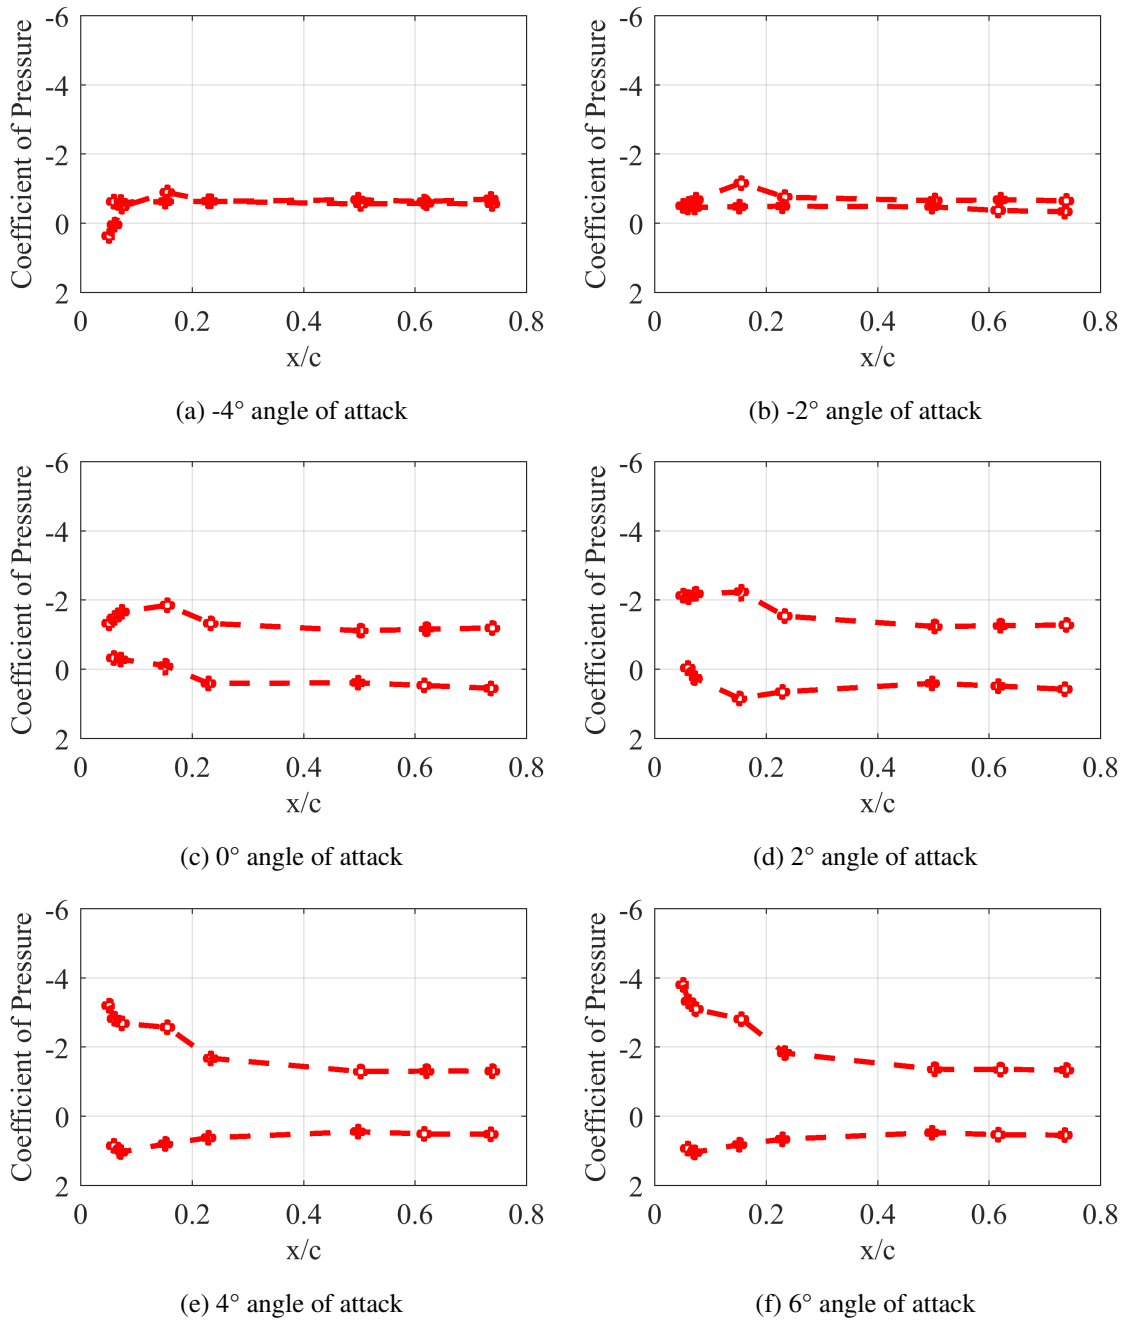 Coefficient of Pressure
-6
-4
-2
0
2
0 0.2 0.4 0.6 0.8
x/c
(a) -4° angle of attack
Coefficient of Pressure
-6
-4
-2
0
2
0 0.2 0.4 0.6 0.8
x/c
(b) -2° angle of attack
Coefficient of Pressure
-6
-4
-2
0
2
0 0.2 0.4 0.6 0.8
x/c
(c) 0° angle of attack
Coefficient of Pressure
-6
-4
-2
0
2
0 0.2 0.4 0.6 0.8
x/c
(d) 2° angle of attack
Coefficient of Pressure
-6
-4
-2
0
2
0 0.2 0.4 0.6 0.8
x/c
(e) 4° angle of attack
Coefficient of Pressure
-6
-4
-2
0
2
0 0.2 0.4 0.6 0.8
x/c
(f) 6° angle of attack